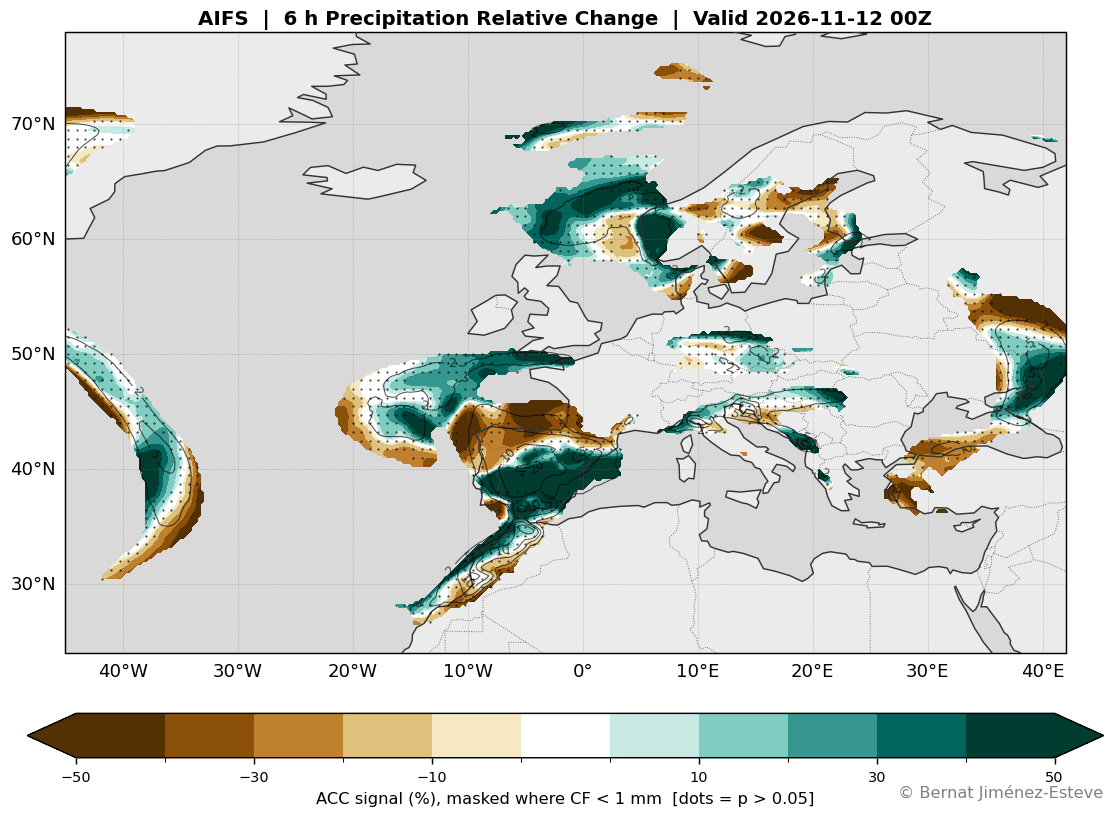 AIFS | 6 h Precipitation Relative Change | Valid 2026-11-12 00Z
70°N
60°N
50°N
40°N
30°N
40°W 30°W 20°W 10°W 0° 10°E 20°E 30°E 40°E
−50 −30 −10 10 30 50
ACC signal (%), masked where CF < 1 mm [dots = p > 0.05]
© Bernat Jiménez-Esteve